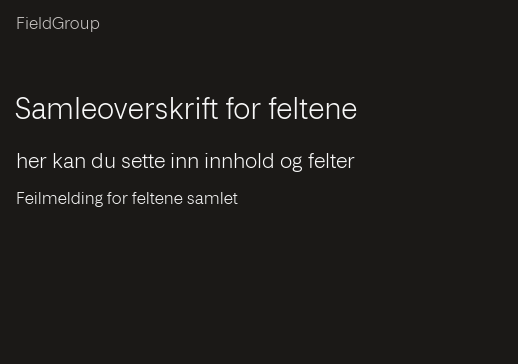 FieldGroup
Samleoverskrift for feltene
her kan du sette inn innhold og felter
Feilmelding for feltene samlet